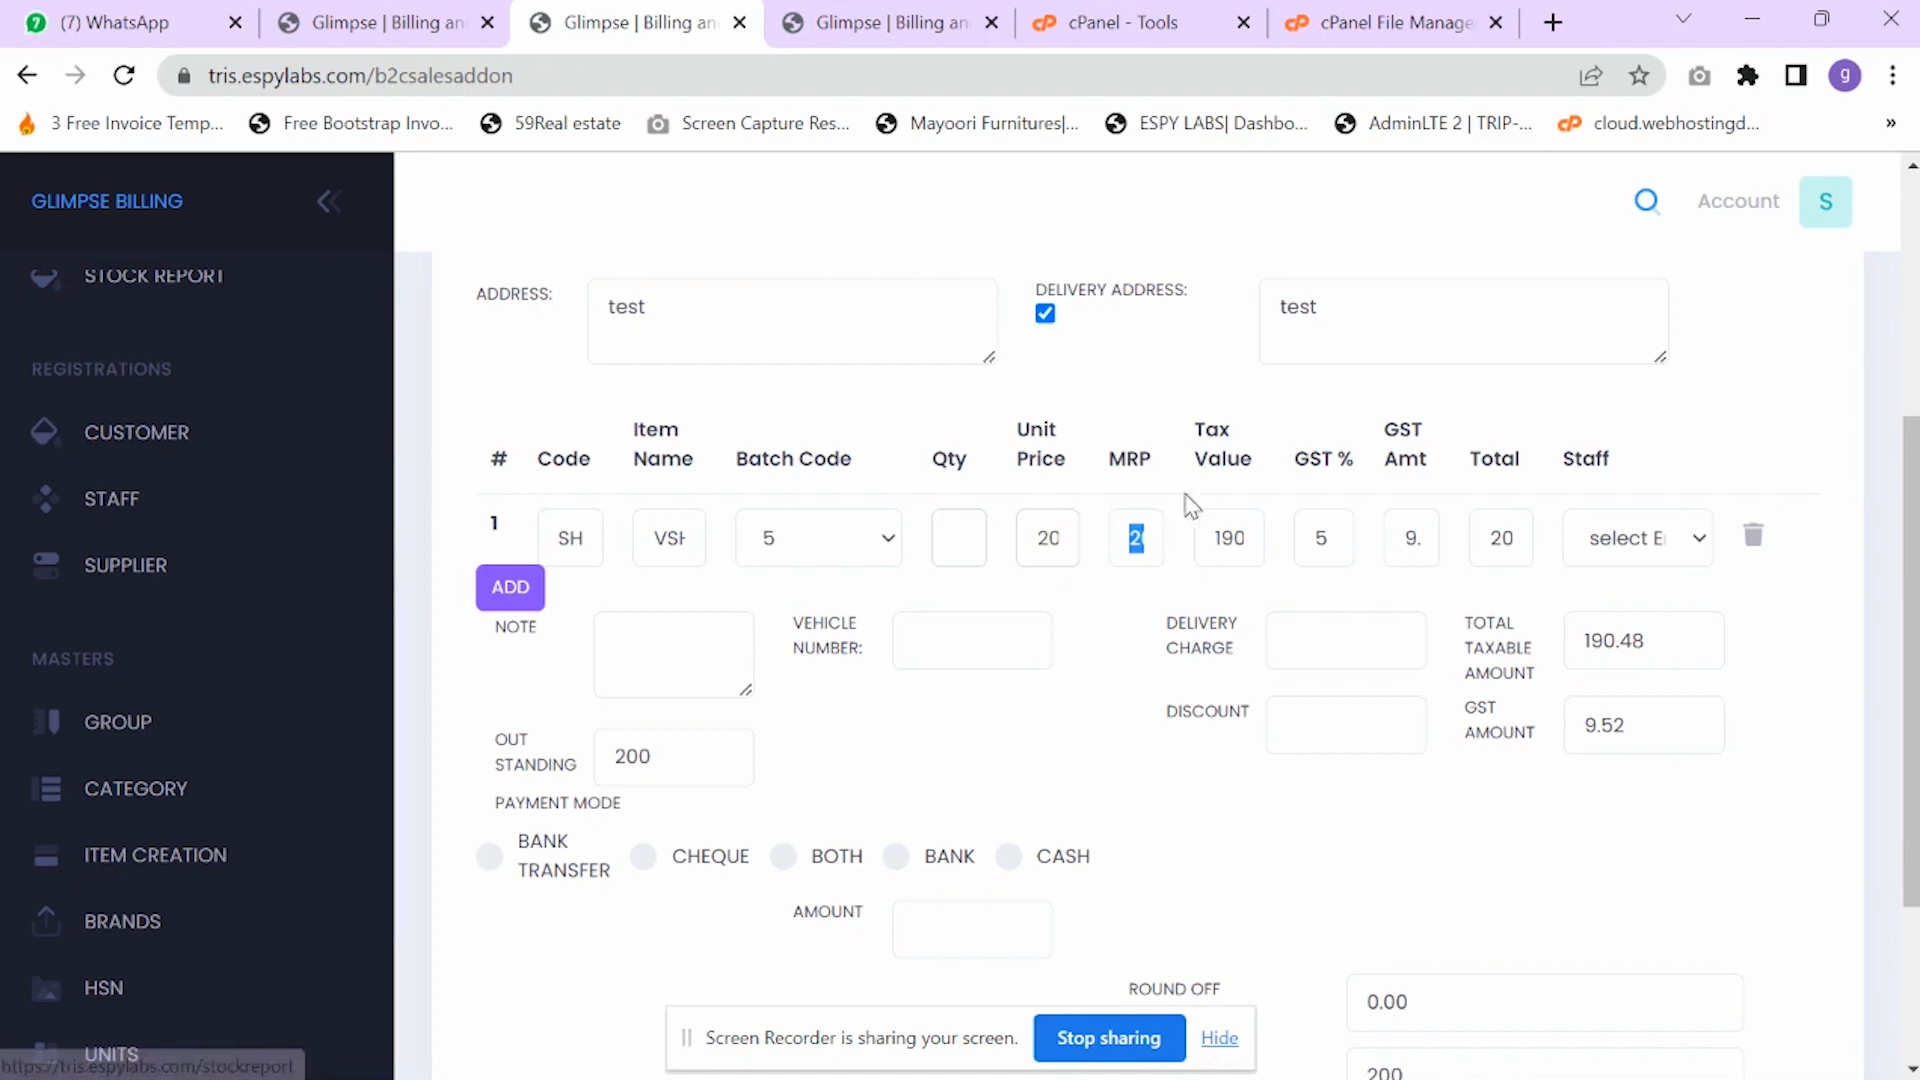 (7) WhatsApp
Glimpse | Billing an
Glimpse | Billing an
Glimpse | Billing an
cPanel - Tools
cPanel File Manage
tris.espylabs.com/b2csalesaddon
g
3 Free Invoice Temp...
Free Bootstrap Invo...
59Real estate
Screen Capture Res...
Mayoori Furnitures|...
ESPY LABS| Dashbo...
AdminLTE 2 | TRIP-...
cloud.webhostingd...
»
GLIMPSE BILLING
Account
S
STOCK REPORT
REGISTRATIONS
CUSTOMER
STAFF
SUPPLIER
MASTERS
GROUP
CATEGORY
ITEM CREATION
BRANDS
HSN
UNITS
https://tris.espylabs.com/stockreport
ADDRESS:
test
DELIVERY ADDRESS:
test
# Code Item Name Batch Code Qty Unit Price MRP Tax Value GST % GST Amt Total Staff
1 SH VSH 5 20 2 190 5 9. 20 select E
ADD
NOTE
VEHICLE
NUMBER:
DELIVERY
CHARGE
TOTAL
TAXABLE
AMOUNT
190.48
DISCOUNT
GST
AMOUNT
9.52
OUT
STANDING
200
PAYMENT MODE
BANK
TRANSFER
CHEQUE
BOTH
BANK
CASH
AMOUNT
ROUND OFF
0.00
200
Screen Recorder is sharing your screen.
Stop sharing
Hide